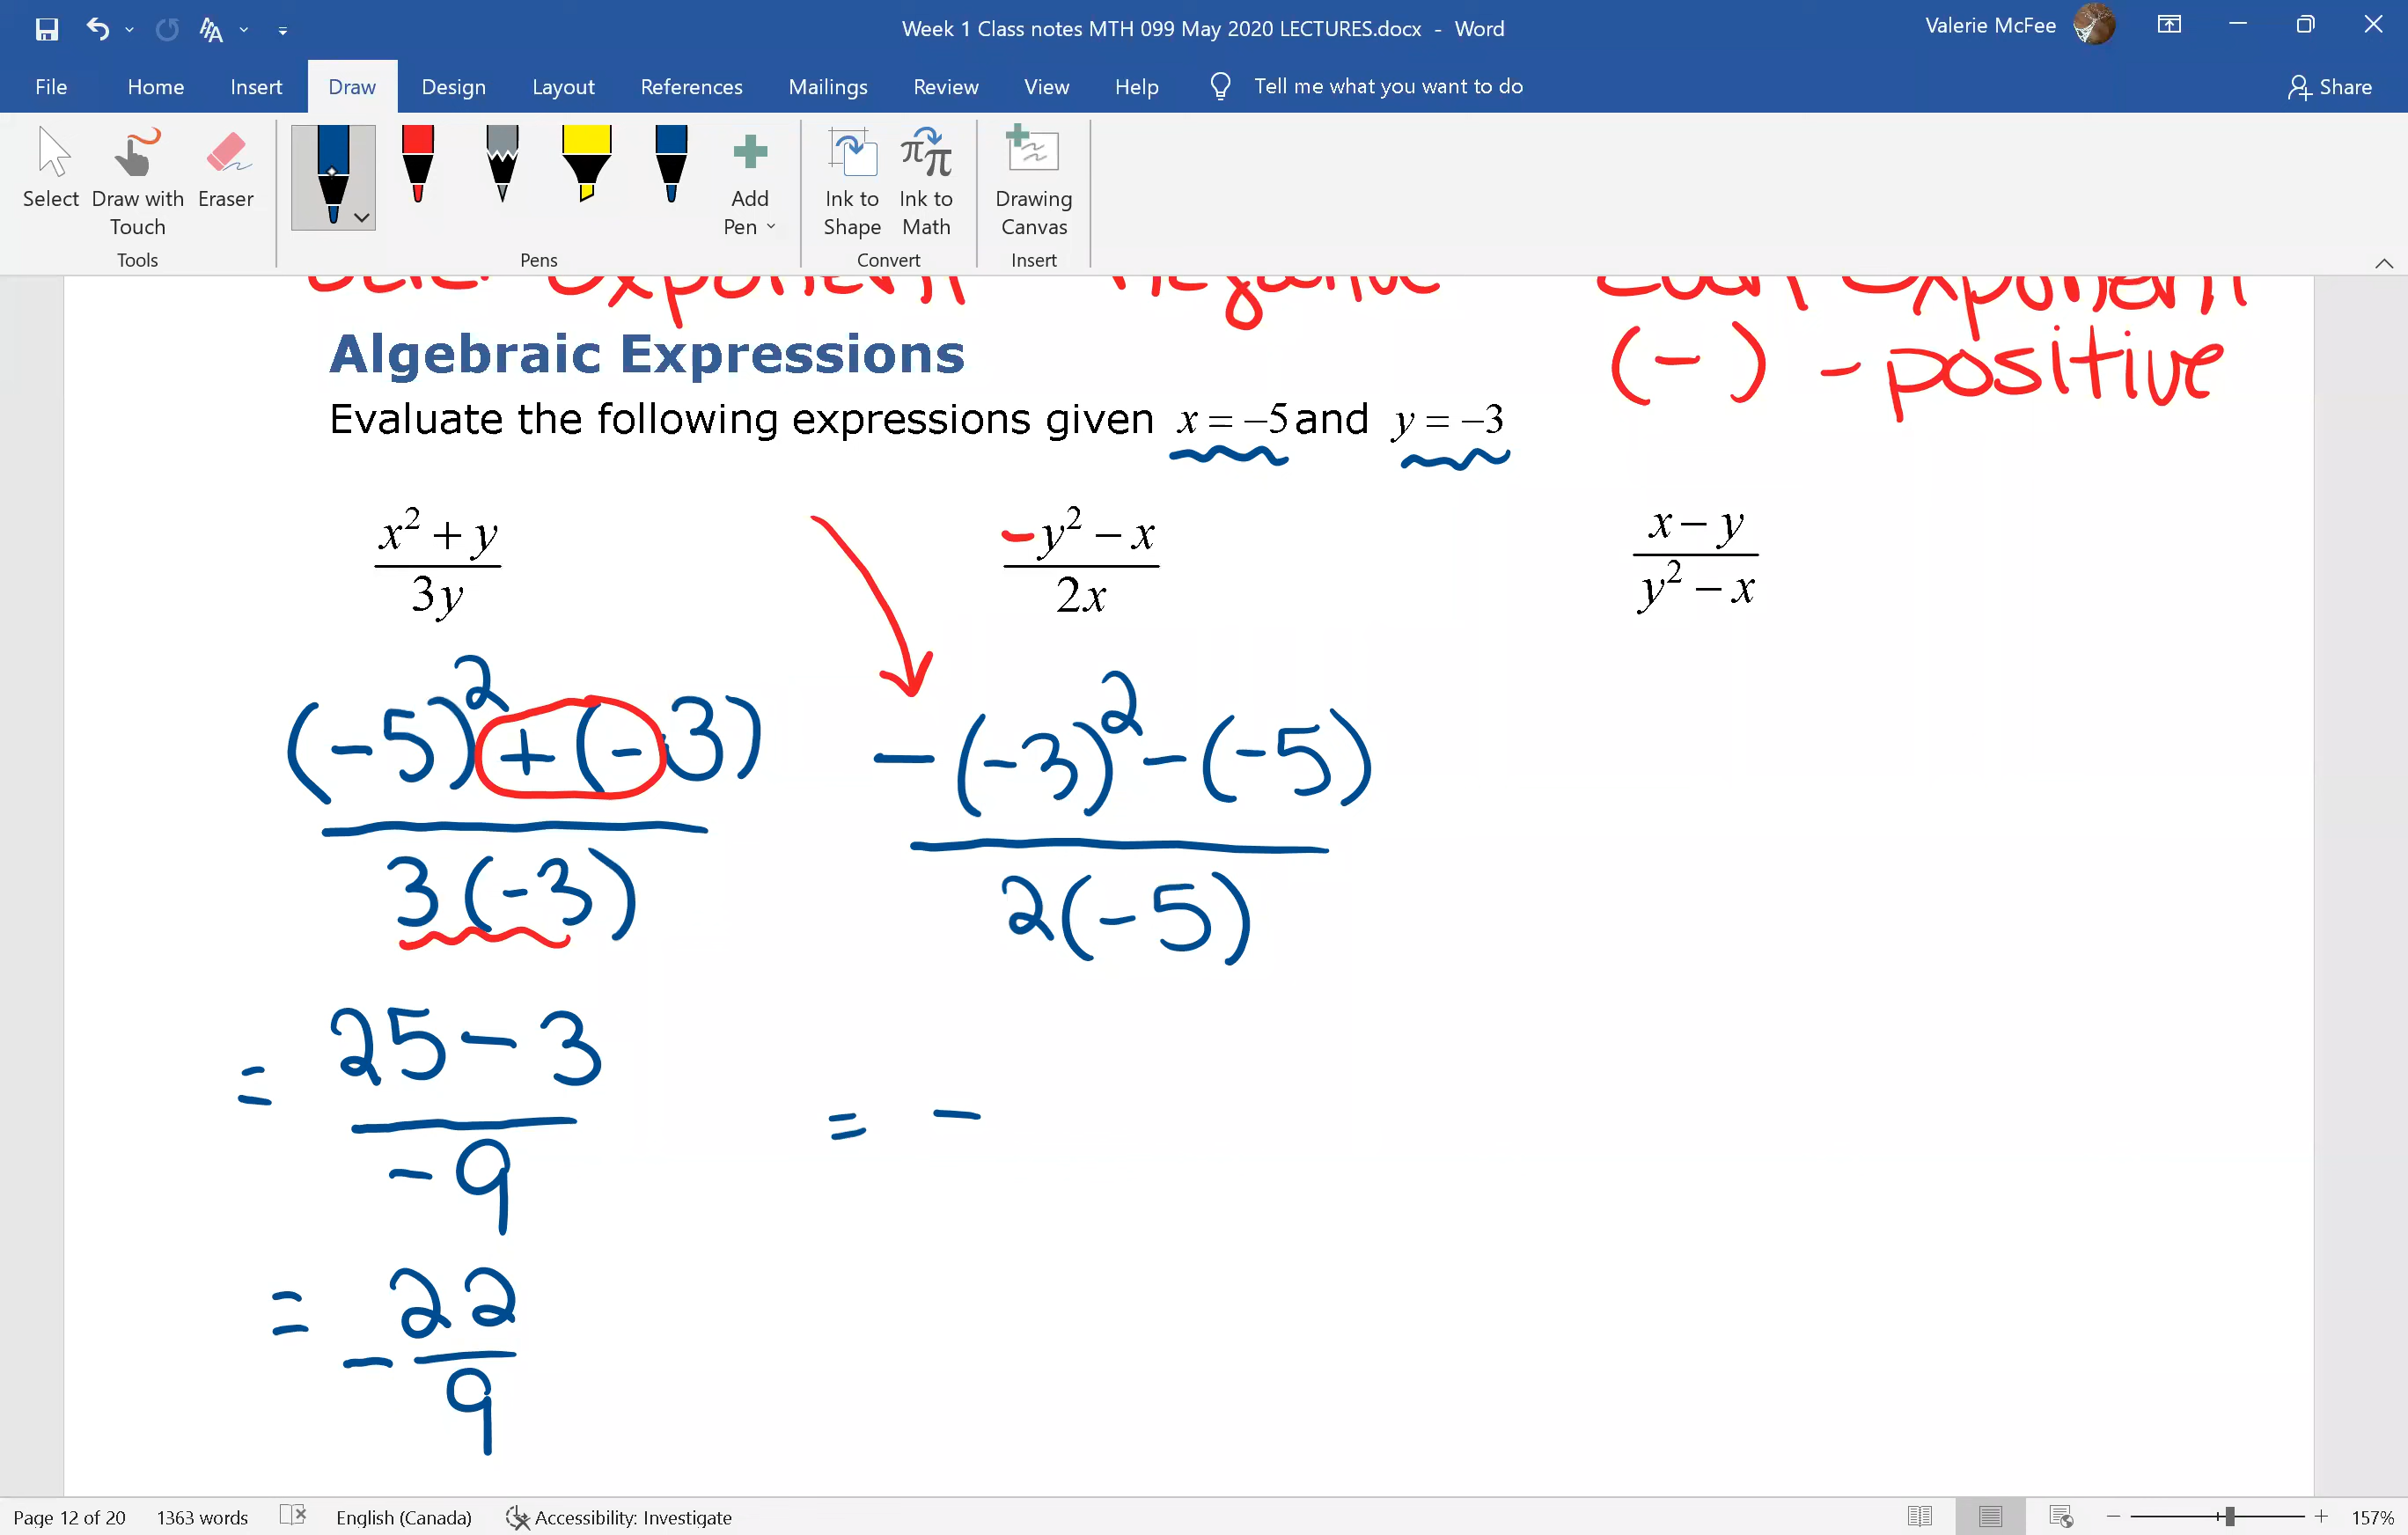 Week 1 Class notes MTH 099 May 2020 LECTURES.docx - Word
Valerie McFee
File Home Insert Draw Design Layout References Mailings Review View Help Tell me what you want to do Share
Select Draw with Touch Eraser Add Pen Ink to Shape Ink to Math Drawing Canvas
Tools Pens Convert Insert
exponent exponent
(-) - positive
Algebraic Expressions
Evaluate the following expressions given x = −5 and y = −3
(x² + y)/(3y) (-y² − x)/(2x) (x − y)/(y² − x)
((-5)² + (-3))/(3(-3)) (-(-3)² - (-5))/(2(-5))
= (25 - 3)/(-9) = -
= -22/9
Page 12 of 20 1363 words English (Canada) Accessibility: Investigate 157%